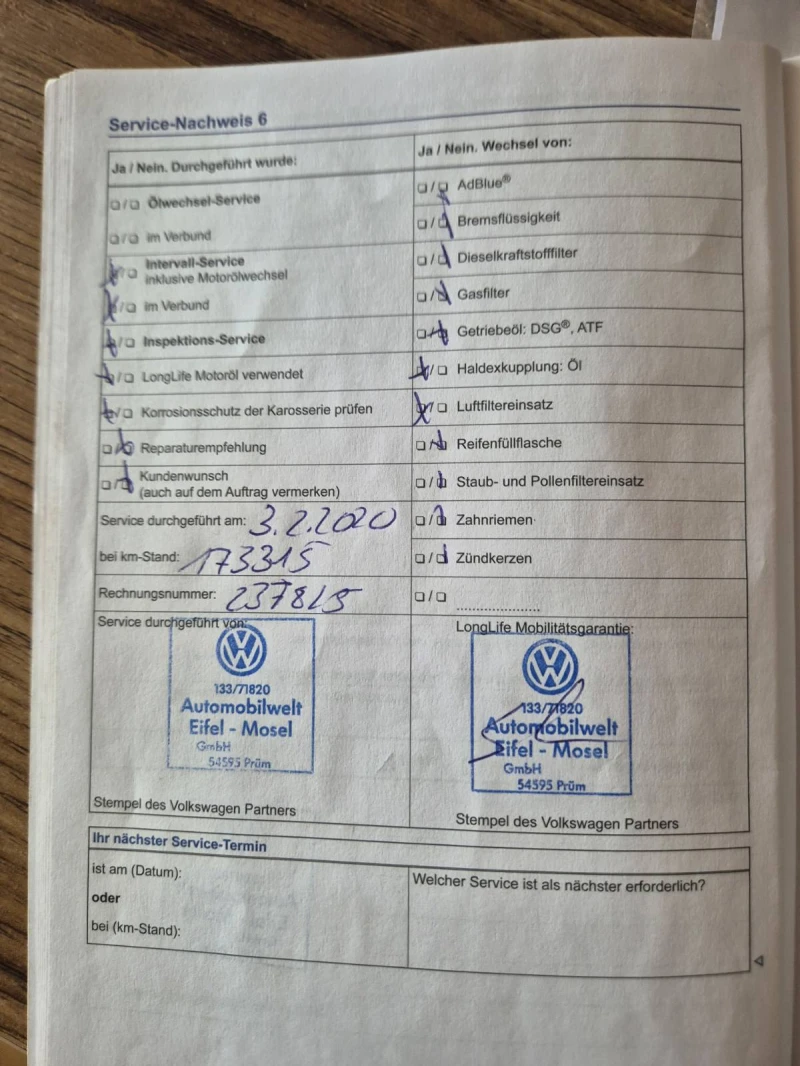 Service-Nachweis 6
Ja / Nein. Durchgeführt wurde:
❏/❏ Ölwechsel-Service
❏/❏ im Verbund
❏/❏ Intervall-Service
inklusive Motorölwechsel
❏/❏ im Verbund
❏/❏ Inspektions-Service
❏/❏ LongLife Motoröl verwendet
❏/❏ Korrosionsschutz der Karosserie prüfen
❏/❏ Reparaturempfehlung
❏/❏ Kundenwunsch
(auch auf dem Auftrag vermerken)
Service durchgeführt am: 3.2.2020
bei km-Stand: 173315
Rechnungsnummer: 237815
Service durchgeführt von:
133/71820
Automobilwelt
Eifel - Mosel
GmbH
54595 Prüm
Stempel des Volkswagen Partners
Ja / Nein. Wechsel von:
❏/❏ AdBlue®
❏/❏ Bremsflüssigkeit
❏/❏ Dieselkraftstofffilter
❏/❏ Gasfilter
❏/❏ Getriebeöl: DSG®, ATF
❏/❏ Haldexkupplung: Öl
❏/❏ Luftfiltereinsatz
❏/❏ Reifenfüllflasche
❏/❏ Staub- und Pollenfiltereinsatz
❏/❏ Zahnriemen
❏/❏ Zündkerzen
❏/❏ .....................
LongLife Mobilitätsgarantie:
133/71820
Automobilwelt
Eifel - Mosel
GmbH
54595 Prüm
Stempel des Volkswagen Partners
Ihr nächster Service-Termin
ist am (Datum):
oder
bei (km-Stand):
Welcher Service ist als nächster erforderlich?